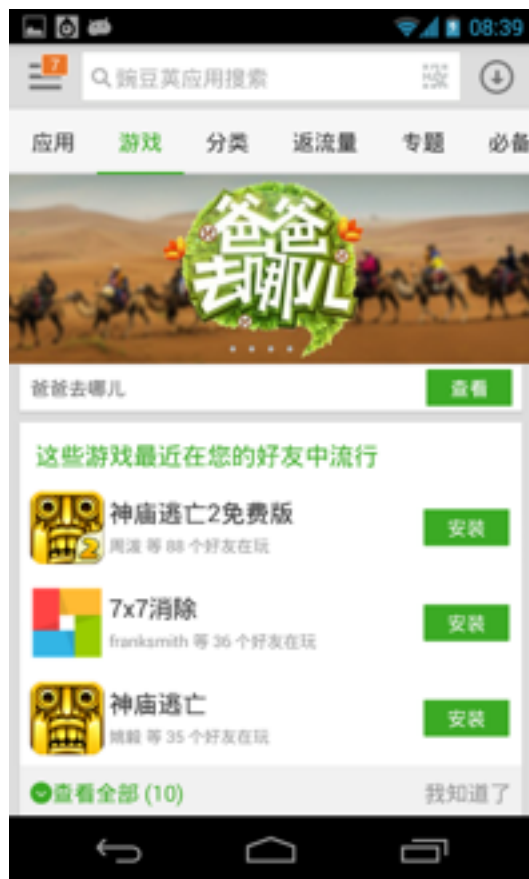 08:39
7
豌豆荚应用搜索
应用 游戏 分类 返流量 专题 必备
爸爸
去哪儿
爸爸去哪儿 查看
这些游戏最近在您的好友中流行
2
神庙逃亡2免费版
等 88 个好友在玩
安装
7x7消除
franksmith 等 36 个好友在玩
安装
神庙逃亡
姚毅 等 35 个好友在玩
安装
查看全部 (10) 我知道了